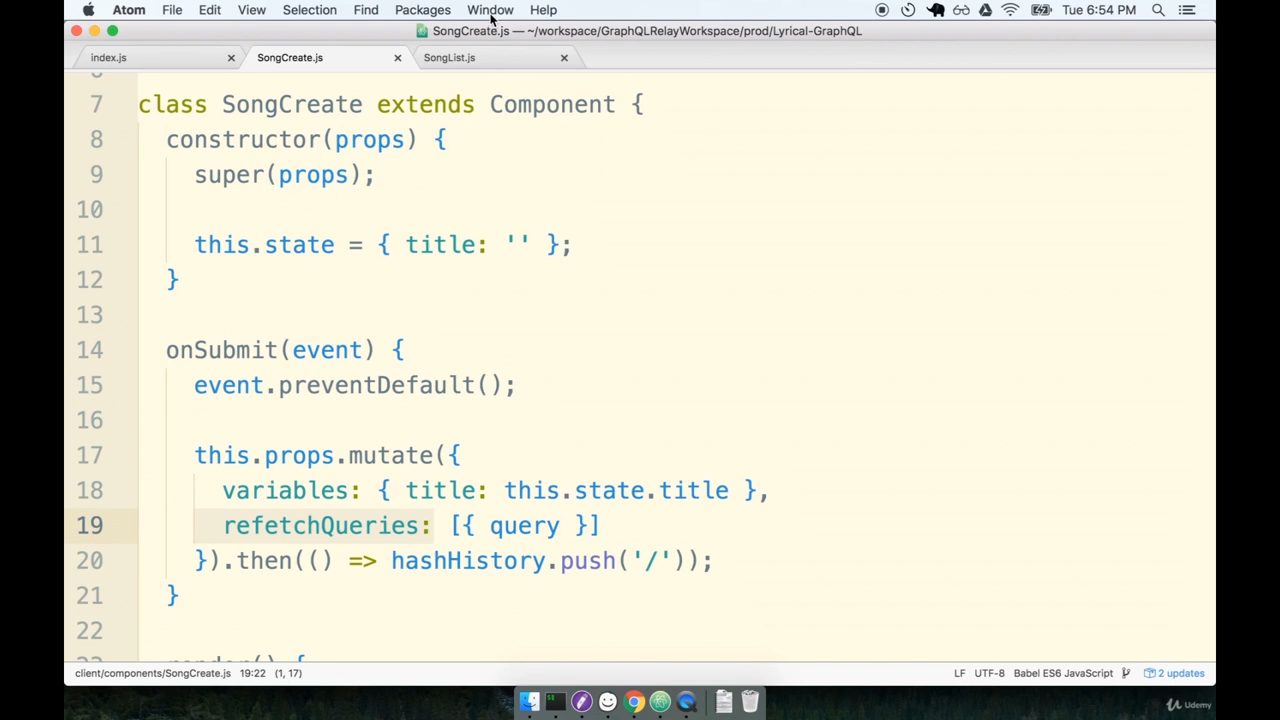 Atom File Edit View Selection Find Packages Window Help Tue 6:54 PM
SongCreate.js — ~/workspace/GraphQLRelayWorkspace/prod/Lyrical-GraphQL
index.js SongCreate.js SongList.js
7 class SongCreate extends Component {
8 constructor(props) {
9 super(props);
10
11 this.state = { title: '' };
12 }
13
14 onSubmit(event) {
15 event.preventDefault();
16
17 this.props.mutate({
18 variables: { title: this.state.title },
19 refetchQueries: [{ query }]
20 }).then(() => hashHistory.push('/'));
21 }
22
client/components/SongCreate.js 19:22 (1, 17) LF UTF-8 Babel ES6 JavaScript 2 updates
Udemy